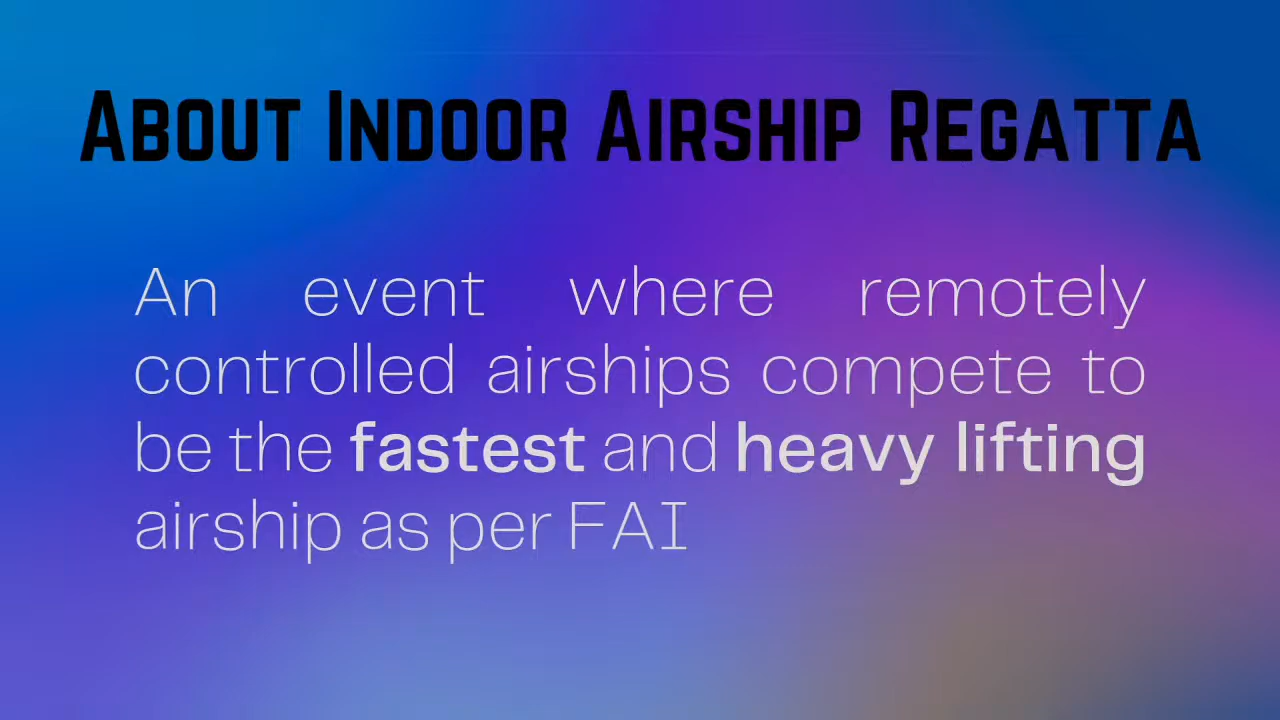 About Indoor Airship Regatta
An event where remotely
controlled airships compete to
be the fastest and heavy lifting
airship as per FAI